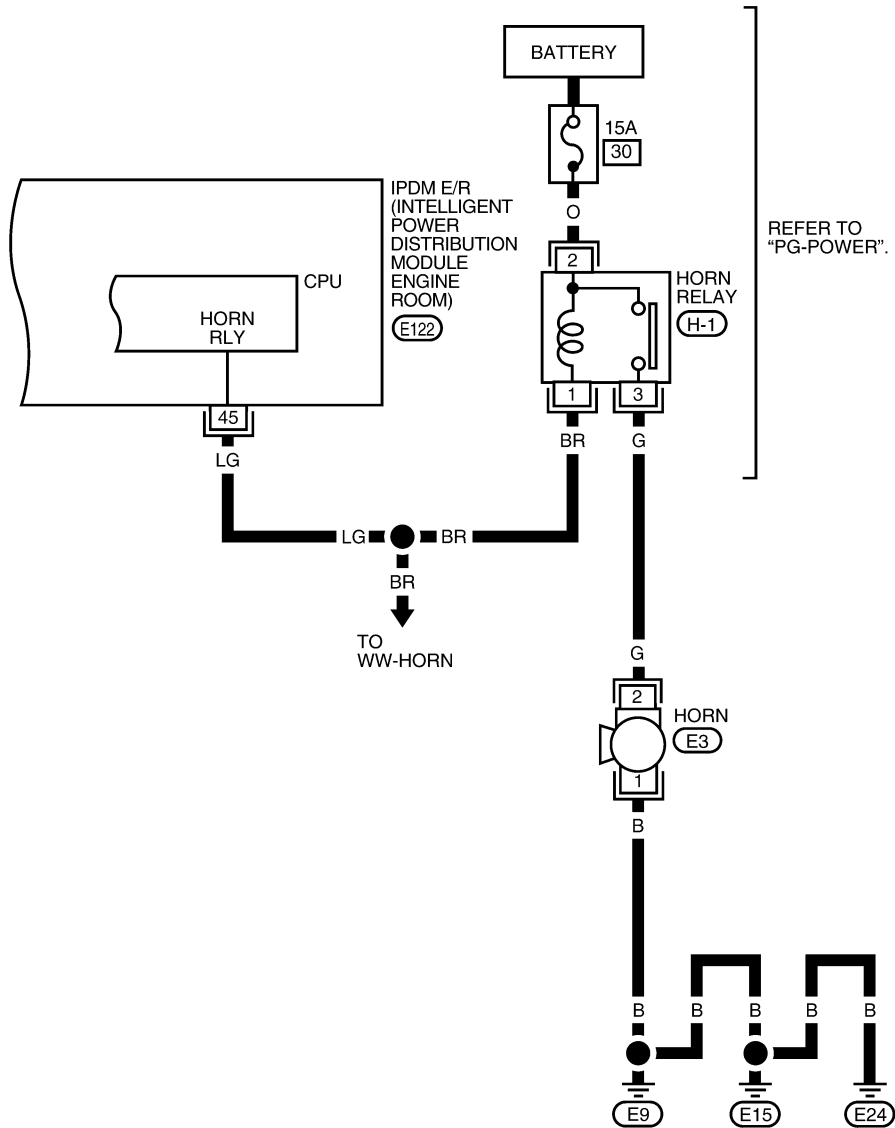 BATTERY
15A
30
O
2
HORN
RELAY
H-1
1
3
BR
G
REFER TO
“PG-POWER”.
IPDM E/R
(INTELLIGENT
POWER
DISTRIBUTION
MODULE
ENGINE
ROOM)
E122
CPU
HORN
RLY
45
LG
LG
BR
BR
TO
WW-HORN
G
2
HORN
E3
1
B
B
B
B
B
B
E9
E15
E24